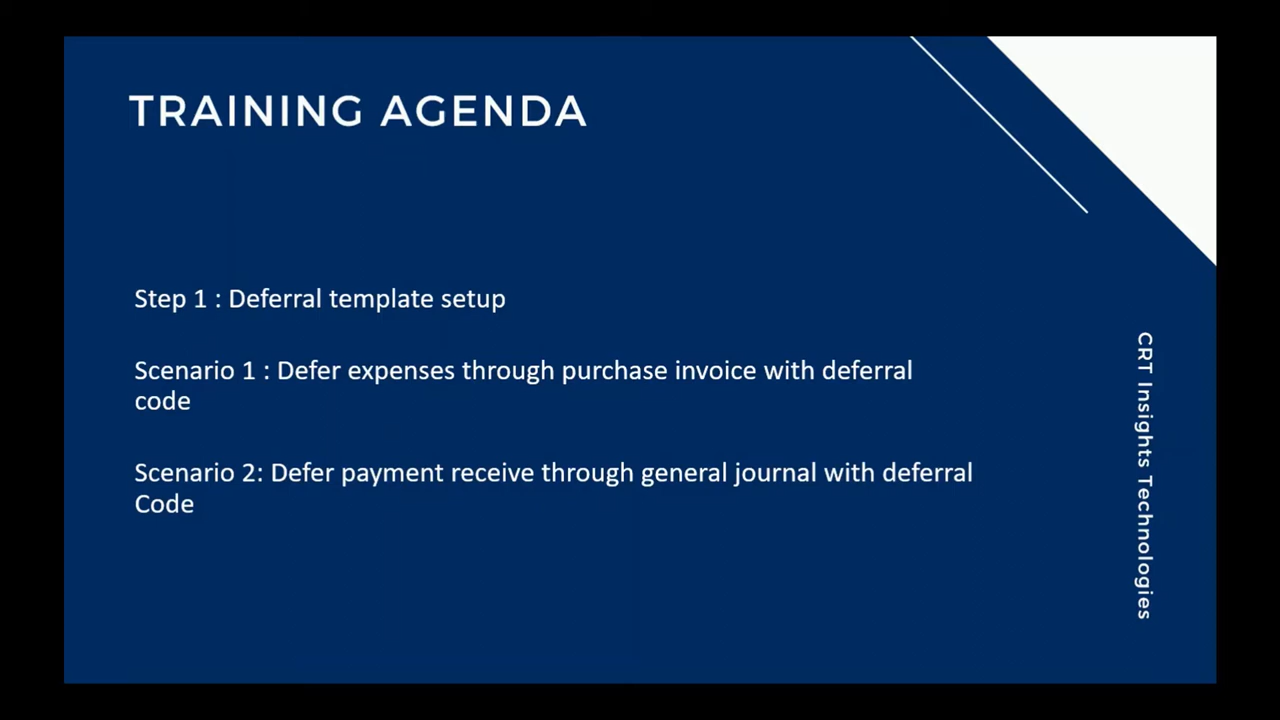 TRAINING AGENDA
Step 1 : Deferral template setup
Scenario 1 : Defer expenses through purchase invoice with deferral
code
Scenario 2: Defer payment receive through general journal with deferral
Code
CRT Insights Technologies